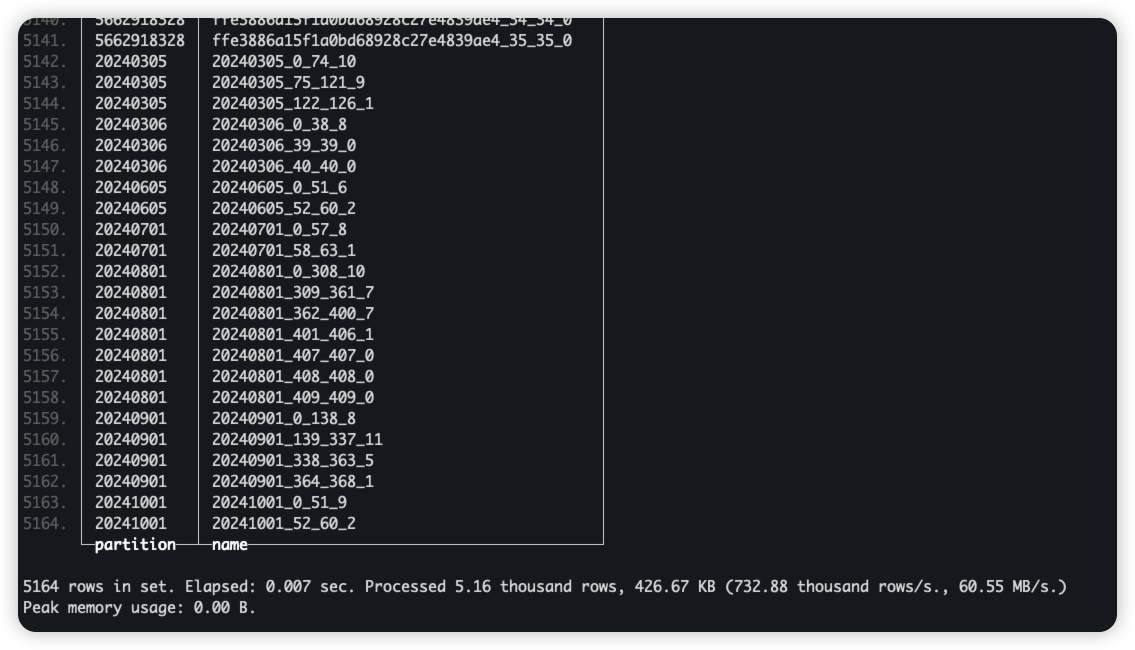 5140. 5662918328 ffe3886a15f1a0bd68928c27e4839ae4_34_34_0
5141. 5662918328 ffe3886a15f1a0bd68928c27e4839ae4_35_35_0
5142. 20240305 20240305_0_74_10
5143. 20240305 20240305_75_121_9
5144. 20240305 20240305_122_126_1
5145. 20240306 20240306_0_38_8
5146. 20240306 20240306_39_39_0
5147. 20240306 20240306_40_40_0
5148. 20240605 20240605_0_51_6
5149. 20240605 20240605_52_60_2
5150. 20240701 20240701_0_57_8
5151. 20240701 20240701_58_63_1
5152. 20240801 20240801_0_308_10
5153. 20240801 20240801_309_361_7
5154. 20240801 20240801_362_400_7
5155. 20240801 20240801_401_406_1
5156. 20240801 20240801_407_407_0
5157. 20240801 20240801_408_408_0
5158. 20240801 20240801_409_409_0
5159. 20240901 20240901_0_138_8
5160. 20240901 20240901_139_337_11
5161. 20240901 20240901_338_363_5
5162. 20240901 20240901_364_368_1
5163. 20241001 20241001_0_51_9
5164. 20241001 20241001_52_60_2
partition name
5164 rows in set. Elapsed: 0.007 sec. Processed 5.16 thousand rows, 426.67 KB (732.88 thousand rows/s., 60.55 MB/s.)
Peak memory usage: 0.00 B.